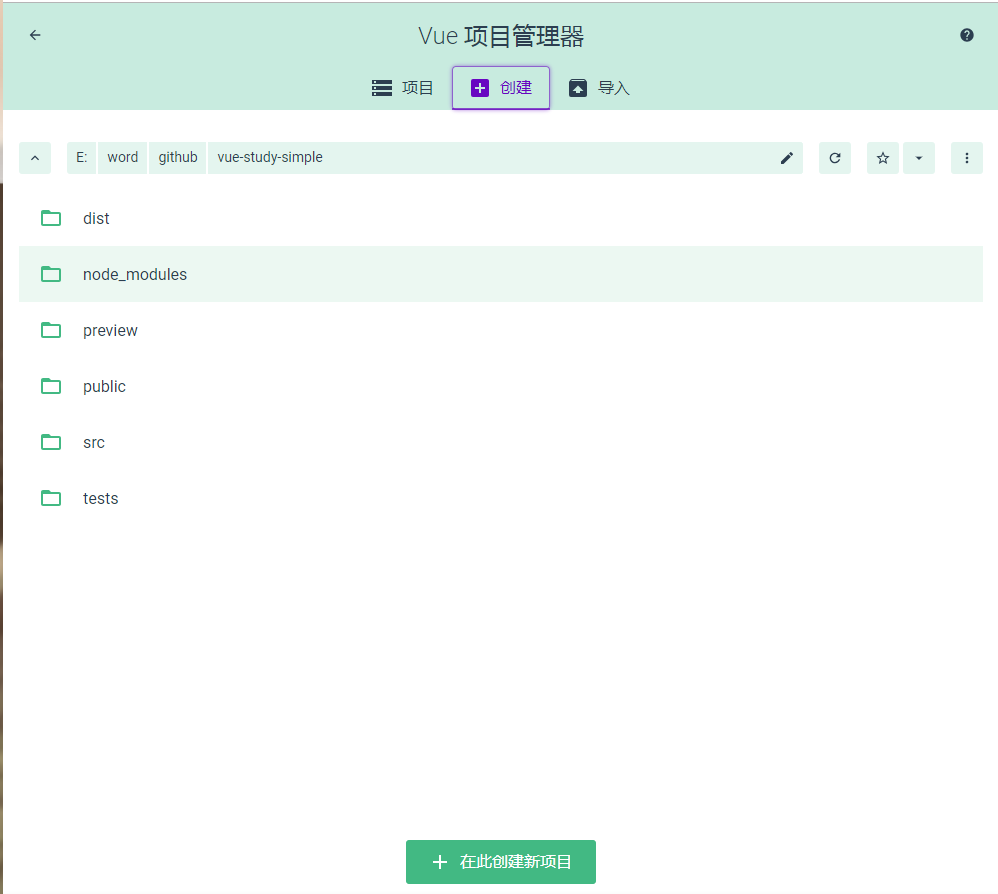 Vue 项目管理器
项目 创建 导入
E: word github vue-study-simple
dist
node_modules
preview
public
src
tests
在此创建新项目